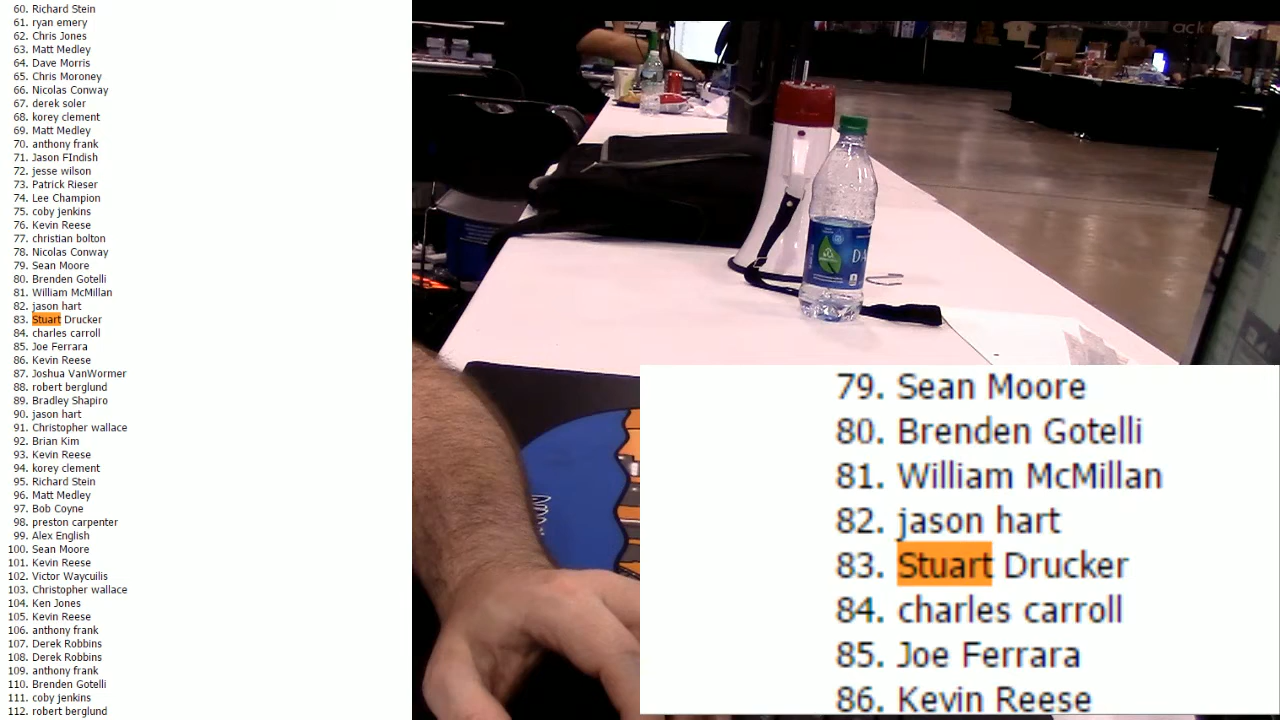 60. Richard Stein
61. ryan emery
62. Chris Jones
63. Matt Medley
64. Dave Morris
65. Chris Moroney
66. Nicolas Conway
67. derek soler
68. korey clement
69. Matt Medley
70. anthony frank
71. Jason FIndish
72. jesse wilson
73. Patrick Rieser
74. Lee Champion
75. coby jenkins
76. Kevin Reese
77. christian bolton
78. Nicolas Conway
79. Sean Moore
80. Brenden Gotelli
81. William McMillan
82. jason hart
83. Stuart Drucker
84. charles carroll
85. Joe Ferrara
86. Kevin Reese
87. Joshua VanWormer
88. robert berglund
89. Bradley Shapiro
90. jason hart
91. Christopher wallace
92. Brian Kim
93. Kevin Reese
94. korey clement
95. Richard Stein
96. Matt Medley
97. Bob Coyne
98. preston carpenter
99. Alex English
100. Sean Moore
101. Kevin Reese
102. Victor Waycuilis
103. Christopher wallace
104. Ken Jones
105. Kevin Reese
106. anthony frank
107. Derek Robbins
108. Derek Robbins
109. anthony frank
110. Brenden Gotelli
111. coby jenkins
112. robert berglund
DA
79. Sean Moore
80. Brenden Gotelli
81. William McMillan
82. jason hart
83. Stuart Drucker
84. charles carroll
85. Joe Ferrara
86. Kevin Reese